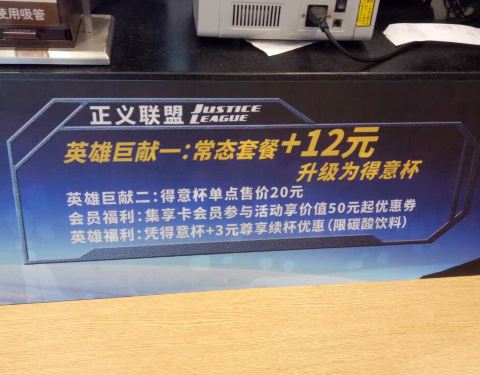 使用吸管
正义联盟 JUSTICE LEAGUE
英雄巨献一：常态套餐+12元
升级为得意杯
英雄巨献二：得意杯单点售价20元
会员福利：集享卡会员参与活动享价值50元起优惠券
英雄福利：凭得意杯+3元尊享续杯优惠（限碳酸饮料）